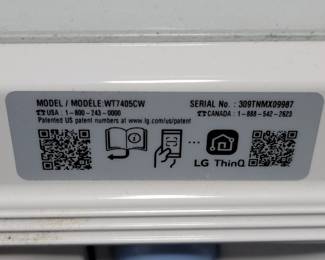 MODEL / MODÈLE: WT7405CW SERIAL No. : 309TNMX09987
☎USA : 1-800-243-0000 ☎CANADA : 1-888-542-2623
Patented US patent numbers at www.lg.com/us/patent
LG ThinQ